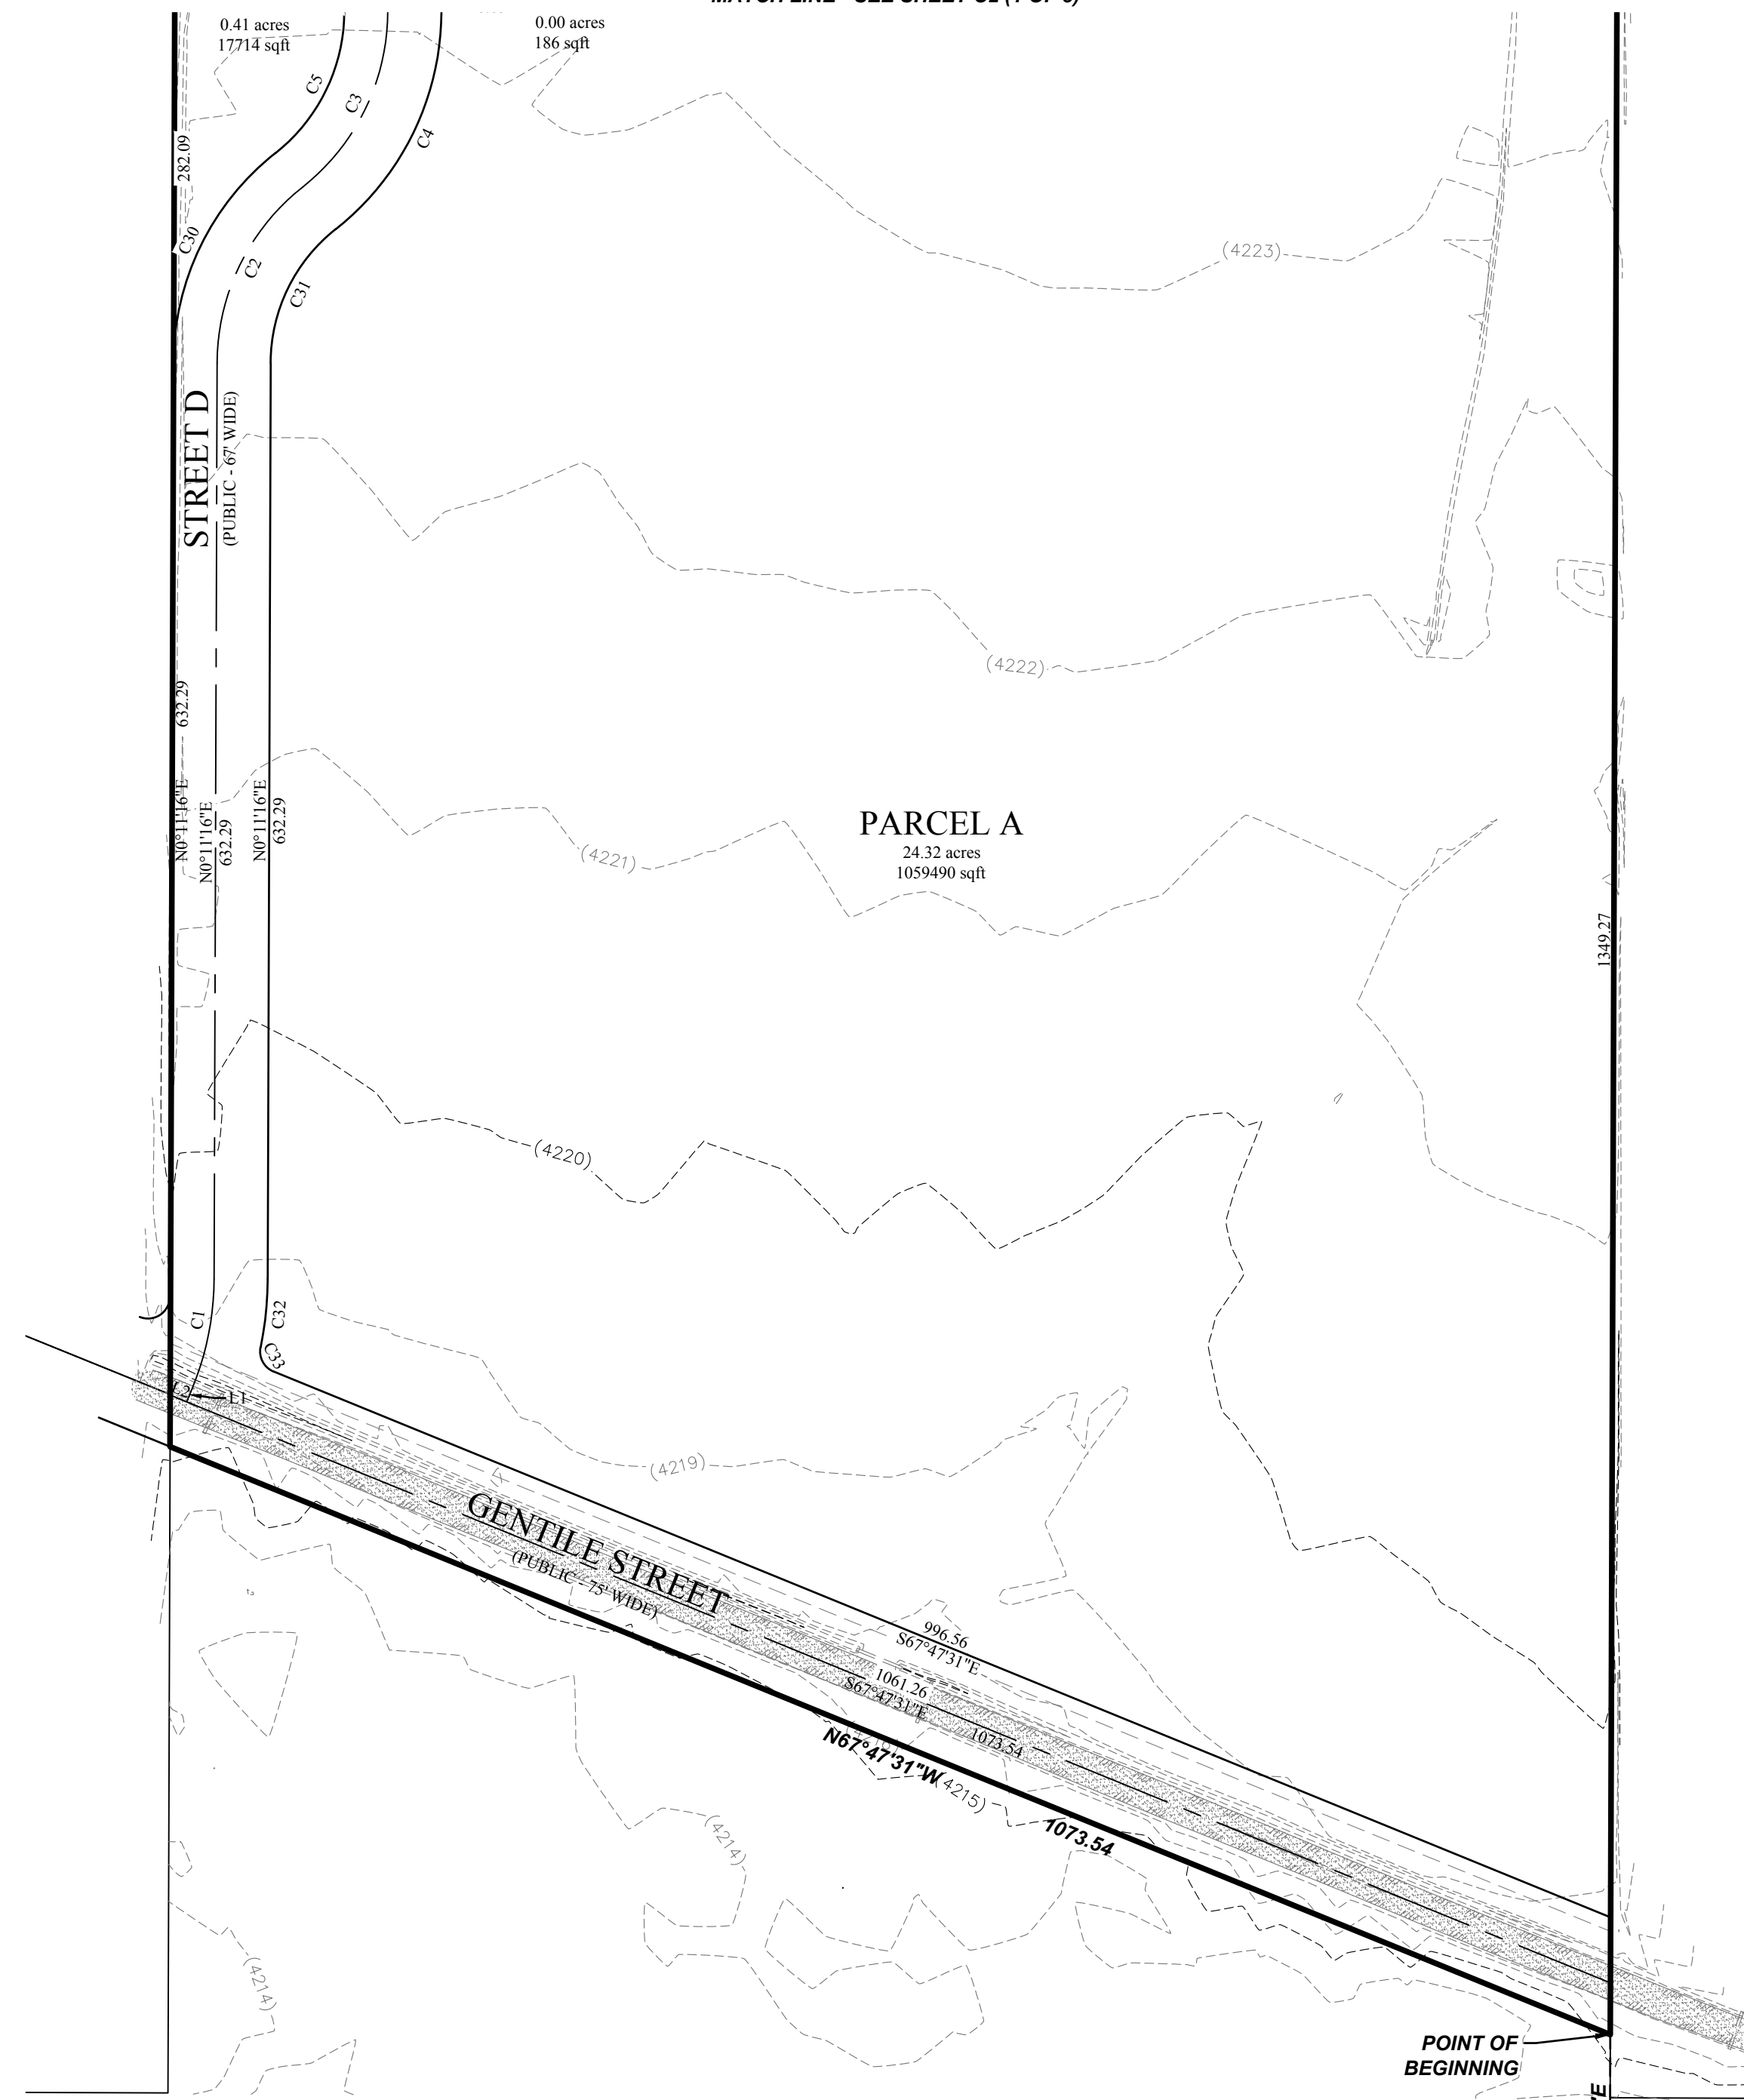 0.41 acres
17714 sqft
0.00 acres
186 sqft
C5
C3
C4
282.09
C30
C2
C31
(4223)
STREET D
(PUBLIC - 67' WIDE)
(4222)
632.29
N0°11'16"E
N0°11'16"E
632.29
N0°11'16"E
632.29
PARCEL A
24.32 acres
1059490 sqft
(4221)
1349.27
(4220)
C1
C32
C33
L2
L1
(4219)
GENTILE STREET
(PUBLIC - 75' WIDE)
996.56
S67°47'31"E
1061.26
S67°47'31"E
1073.54
N67°47'31"W
(4215)
1073.54
(4214)
(4214)
POINT OF
BEGINNING